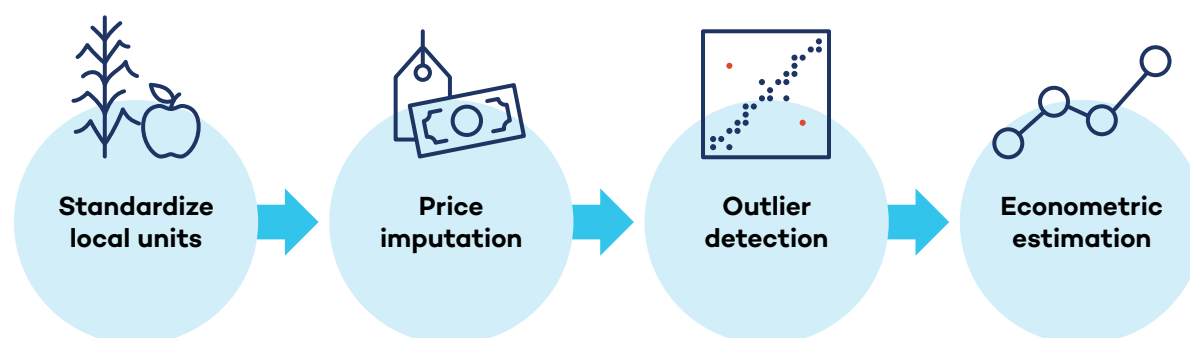 Standardize
local units
Price
imputation
Outlier
detection
Econometric
estimation